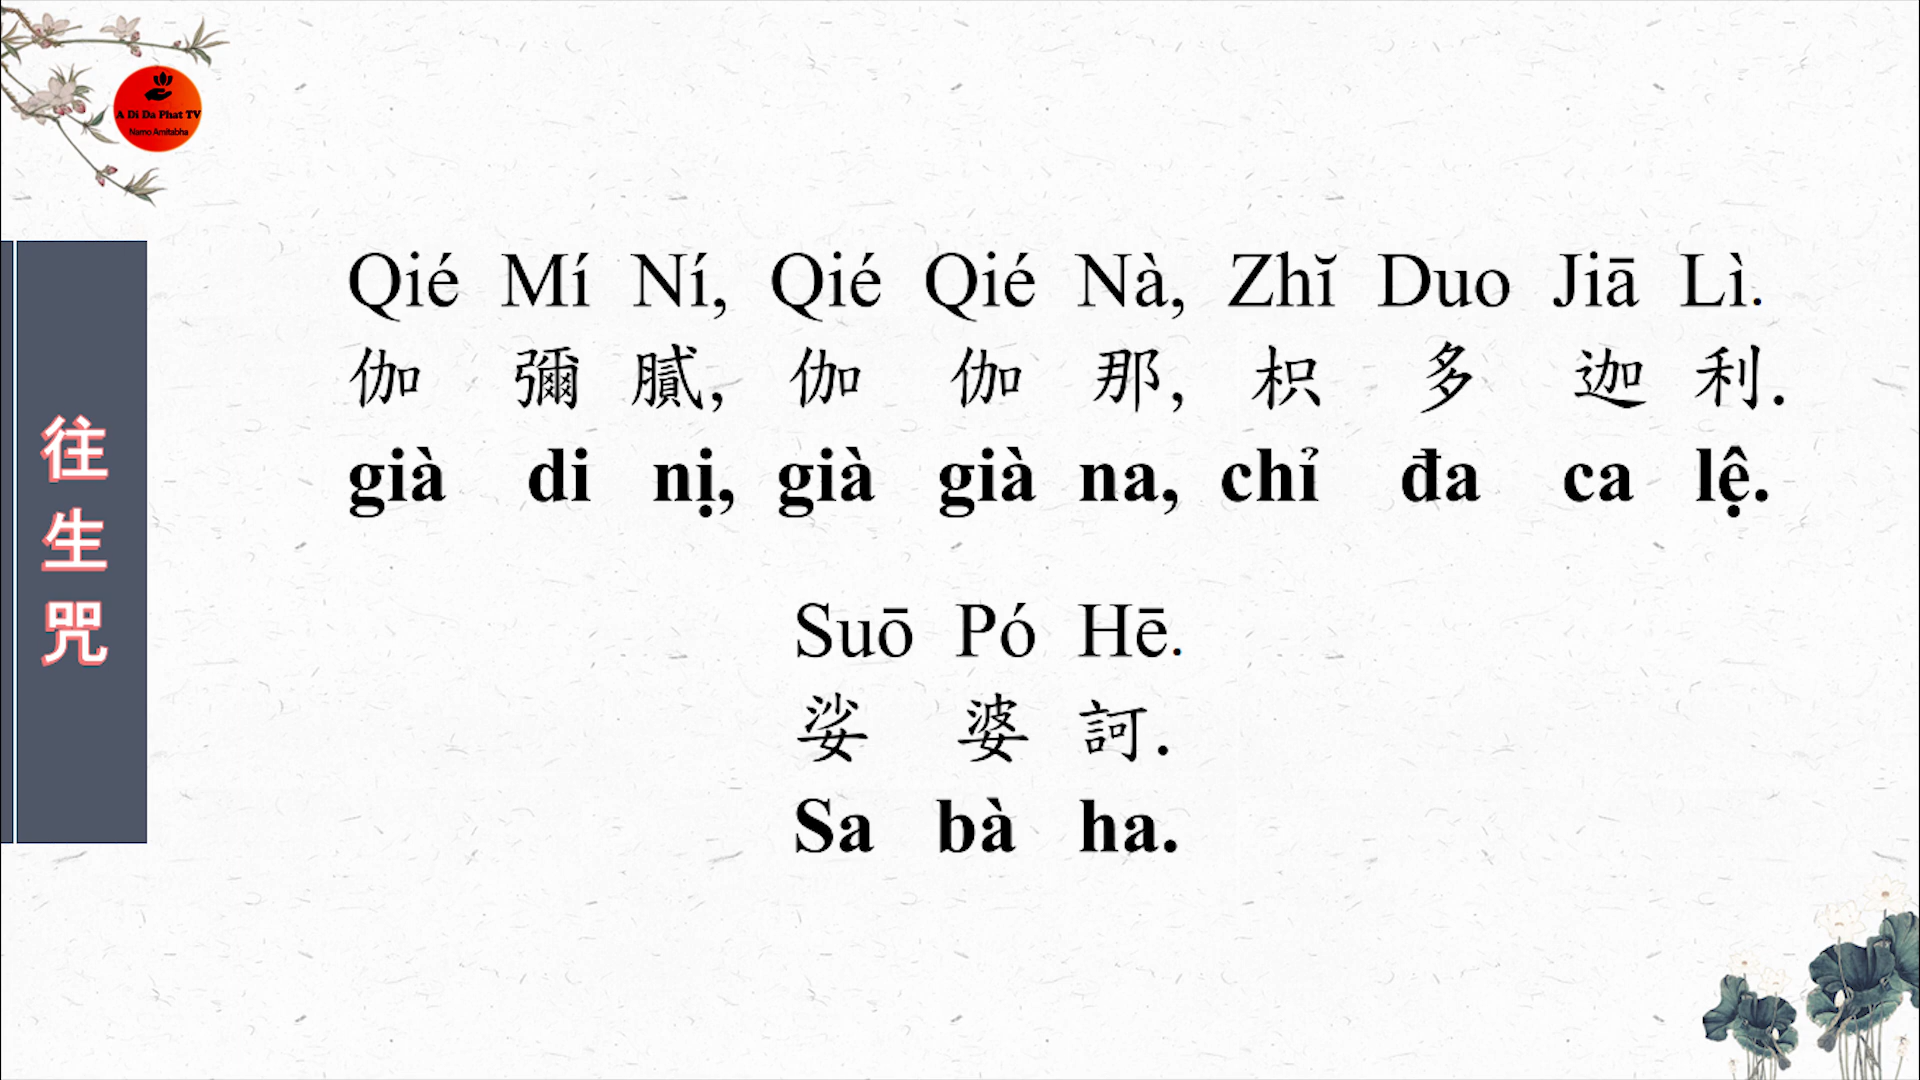 A Di Da Phat TV
Namo Amitabha
往生咒
Qié Mí Ní, Qié Qié Nà, Zhǐ Duo Jiā Lì.
伽 彌 膩, 伽 伽 那, 枳 多 迦 利.
già di nị, già già na, chỉ đa ca lệ.
Suō Pó Hē.
娑 婆 訶.
Sa bà ha.